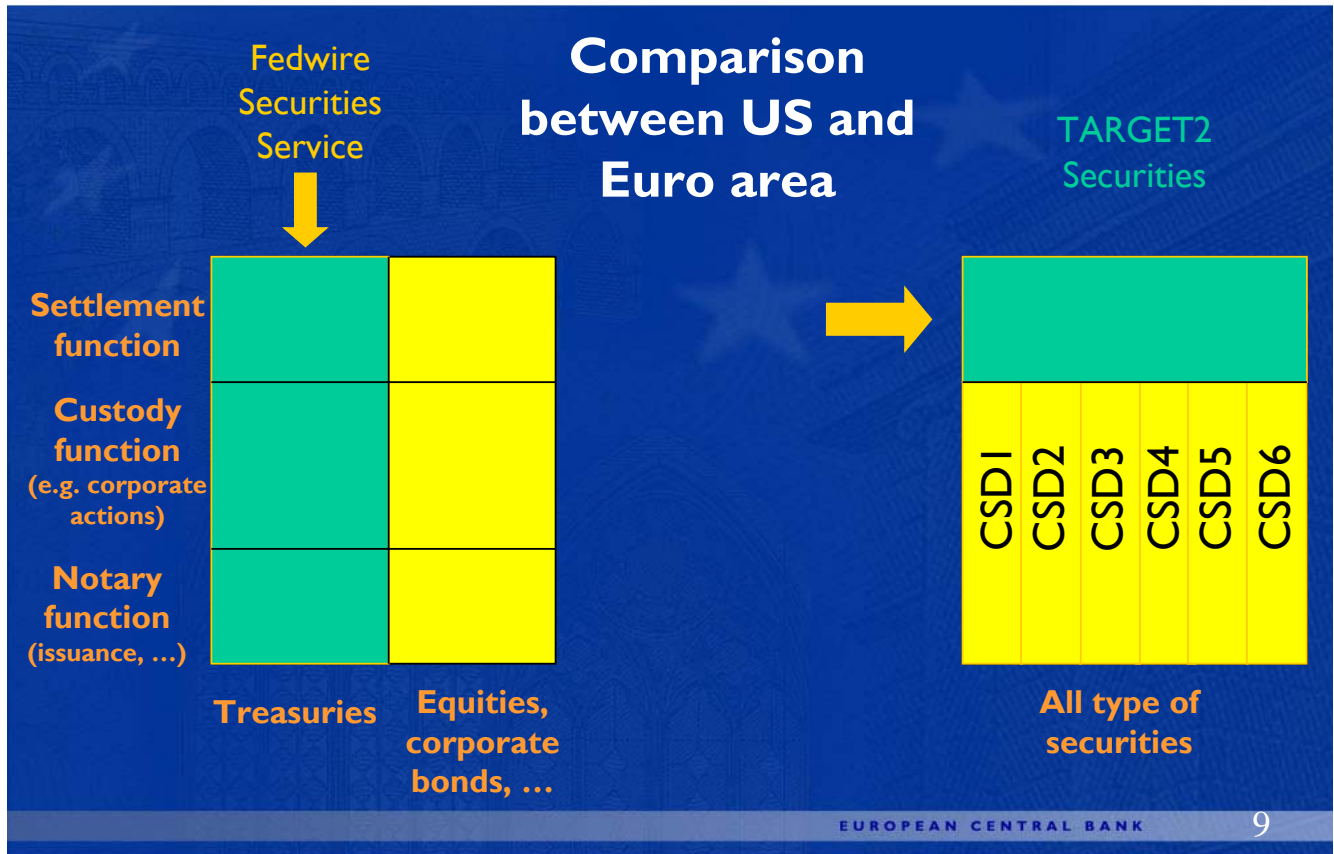 Fedwire
Securities
Service
Comparison
between US and
Euro area
TARGET2
Securities
Settlement
function
Custody
function
(e.g. corporate
actions)
Notary
function
(issuance, …)
CSD1
CSD2
CSD3
CSD4
CSD5
CSD6
Treasuries
Equities,
corporate
bonds, …
All type of
securities
EUROPEAN CENTRAL BANK
9